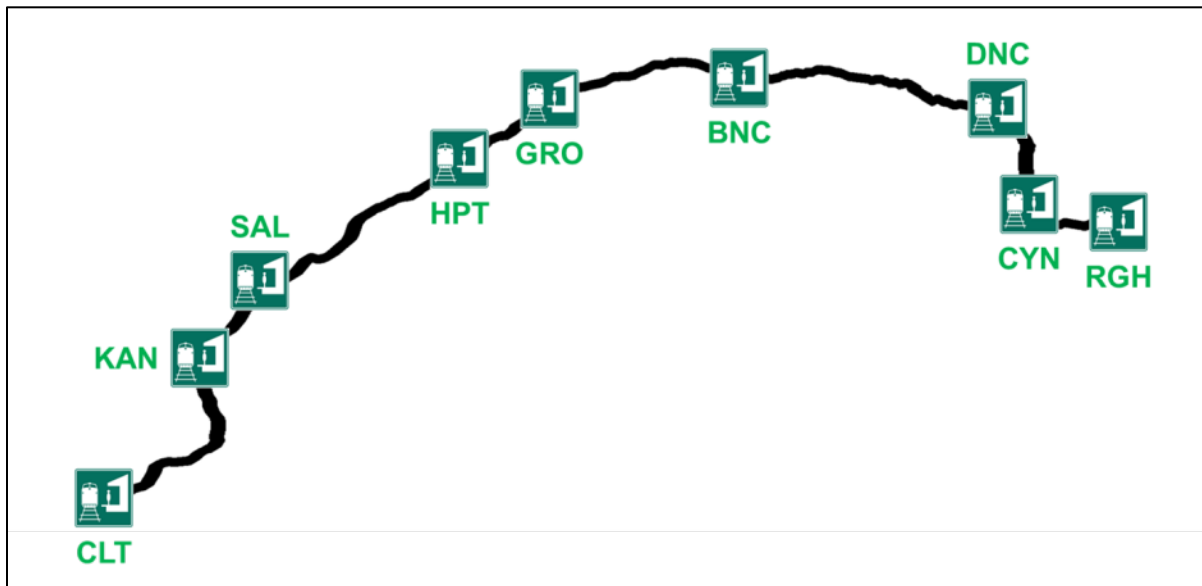 DNC
BNC
GRO
HPT
SAL
CYN
RGH
KAN
CLT